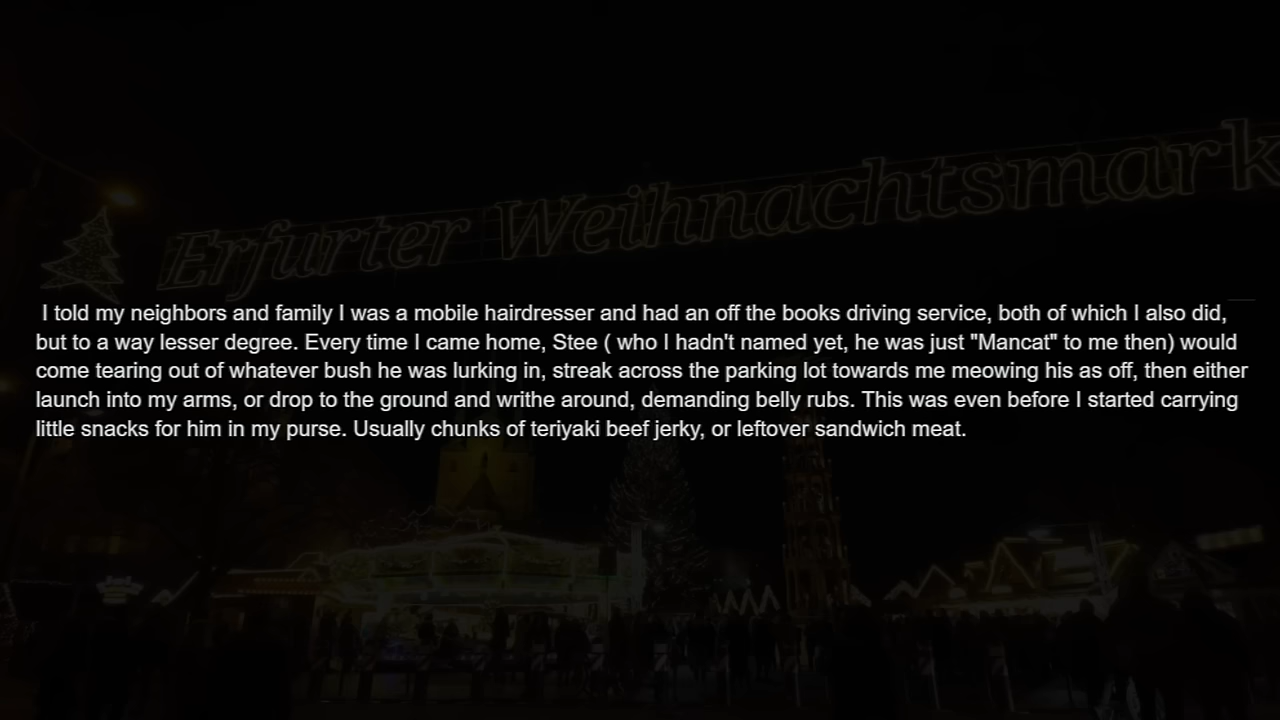 Erfurter Weihnachtsmark
I told my neighbors and family I was a mobile hairdresser and had an off the books driving service, both of which I also did,
but to a way lesser degree. Every time I came home, Stee ( who I hadn't named yet, he was just "Mancat" to me then) would
come tearing out of whatever bush he was lurking in, streak across the parking lot towards me meowing his as off, then either
launch into my arms, or drop to the ground and writhe around, demanding belly rubs. This was even before I started carrying
little snacks for him in my purse. Usually chunks of teriyaki beef jerky, or leftover sandwich meat.